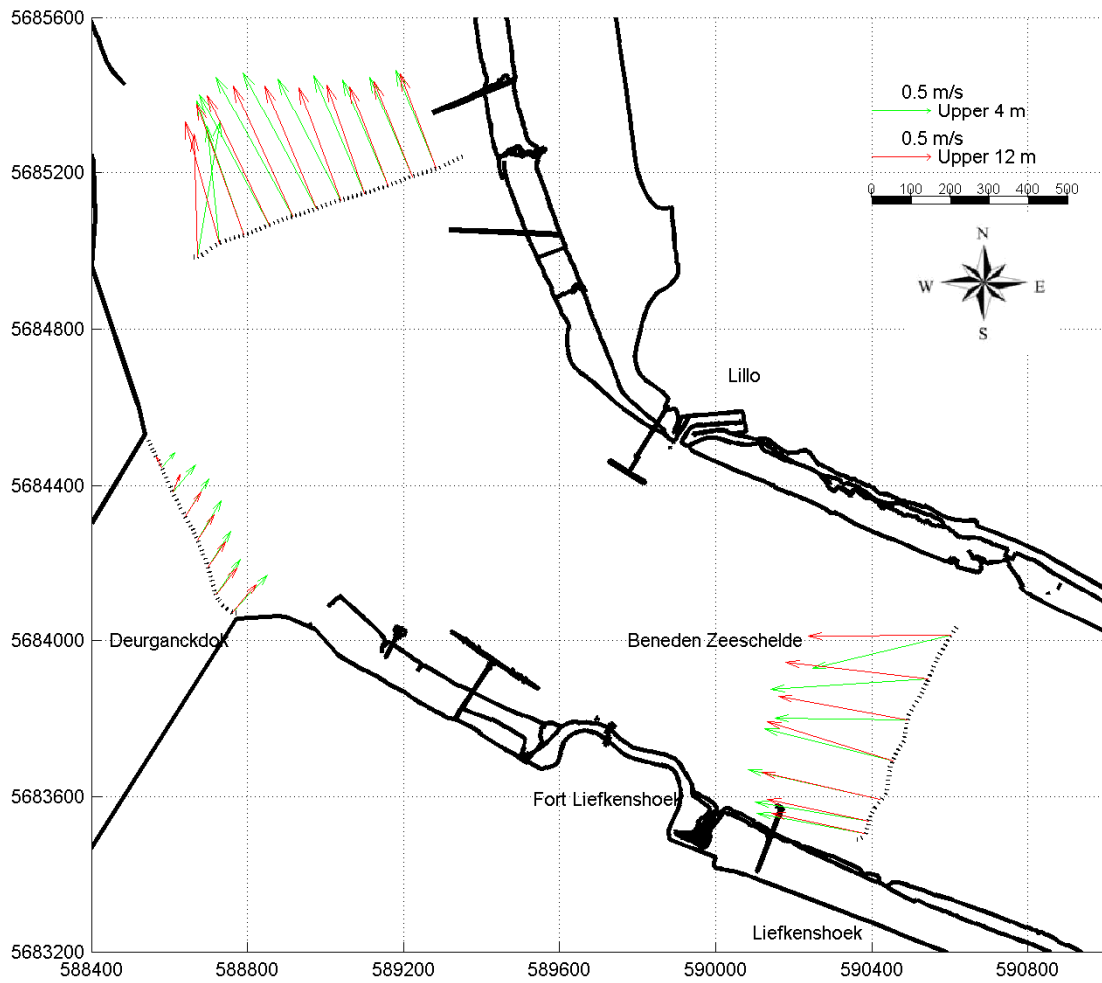 5685600
5685200
5684800
5684400
5684000
5683600
5683200
588400 588800 589200 589600 590000 590400 590800
0.5 m/s
Upper 4 m
0.5 m/s
Upper 12 m
0 100 200 300 400 500
N
W E
S
Lillo
Deurganckdok
Beneden Zeeschelde
Fort Liefkenshoek
Liefkenshoek